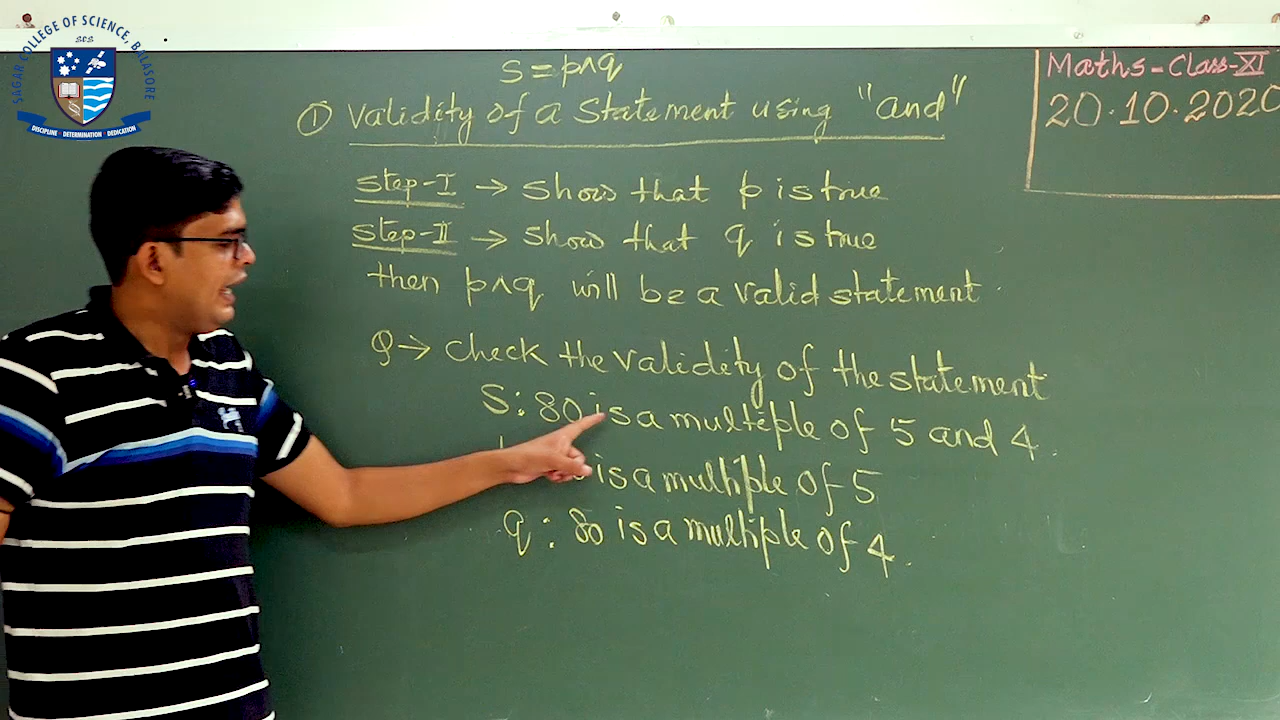 SAGAR COLLEGE OF SCIENCE, BALASORE
SCS
DISCIPLINE DETERMINATION DEDICATION
Maths - Class - XI
20.10.2020
S = p∧q
① Validity of a Statement using "and"
Step-I → Show that p is true
Step-II → Show that q is true
then p∧q will be a valid statement.
Q → Check the validity of the statement
S: 80 is a multiple of 5 and 4.
is a multiple of 5
q: 80 is a multiple of 4.